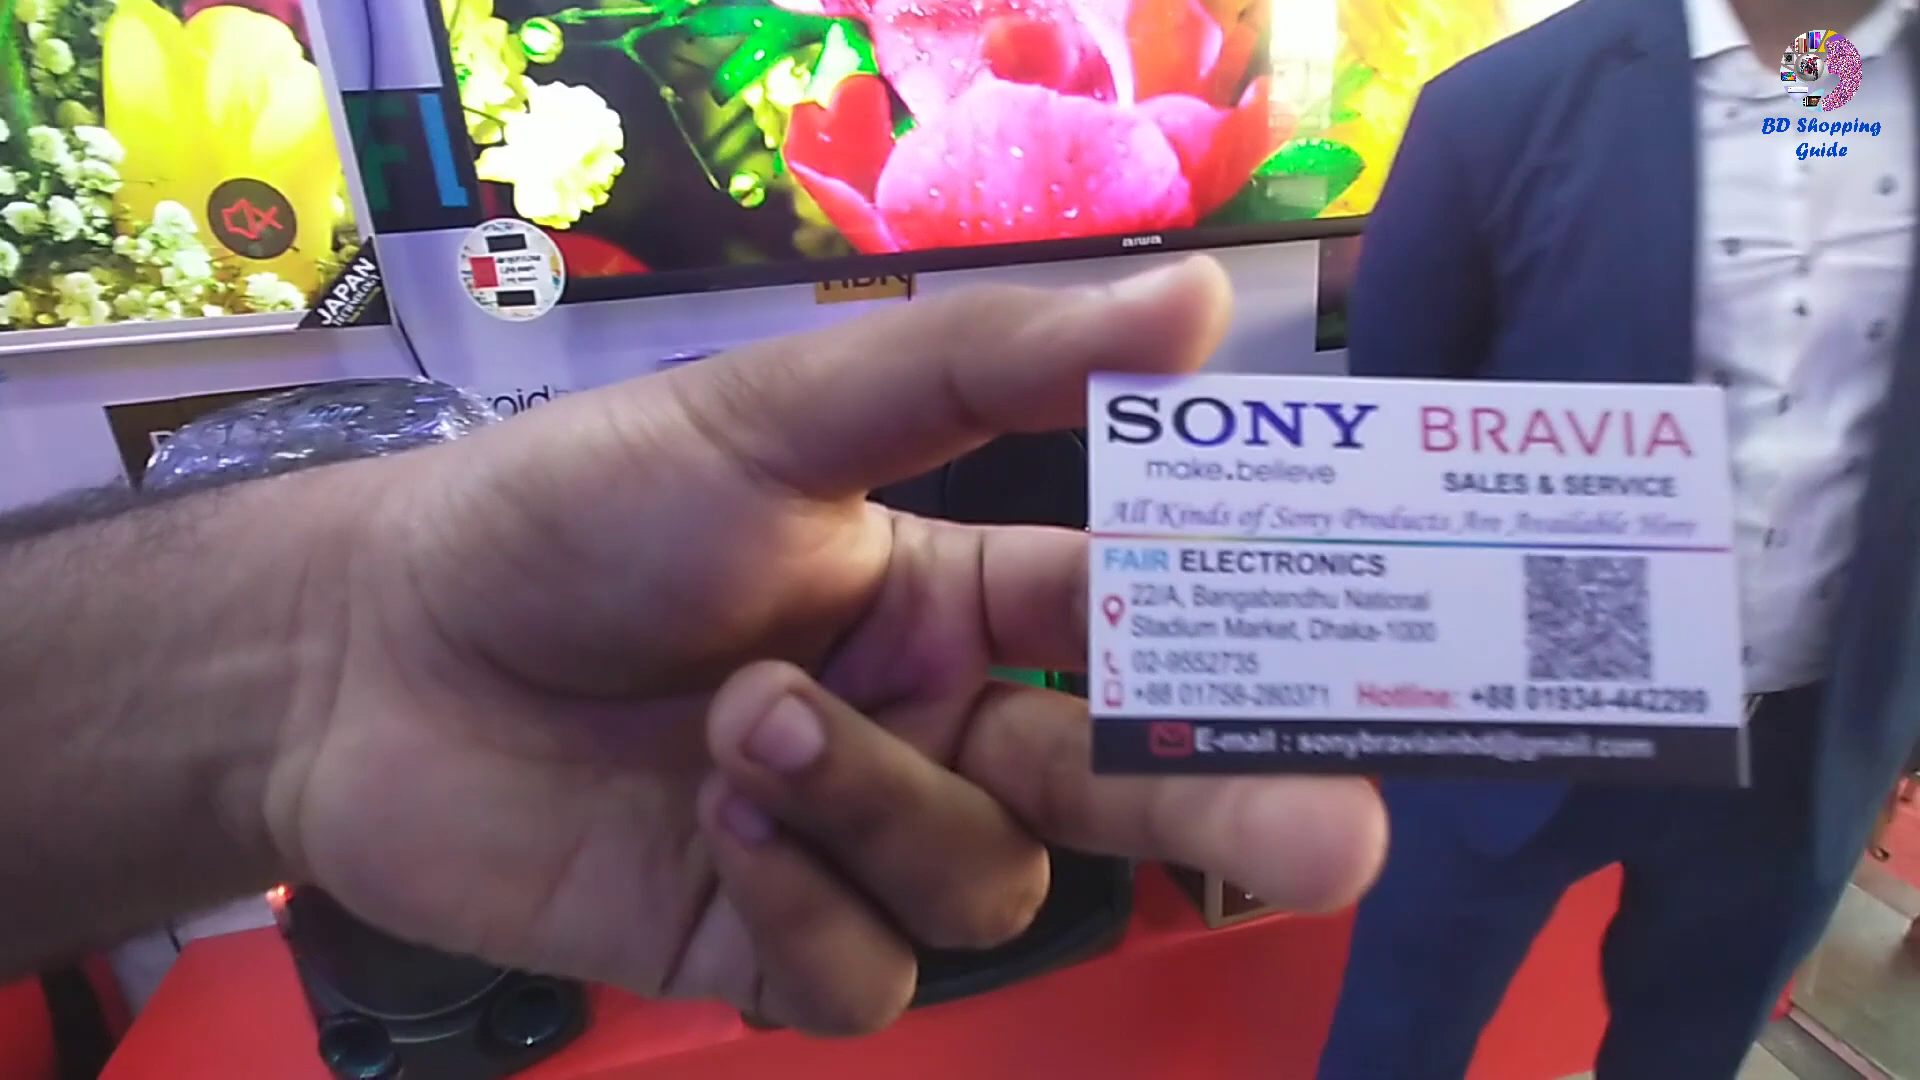 BD Shopping
Guide
JAPAN
TECHNOLOGY
aiwa
HDR
SONY BRAVIA
make.believe
SALES & SERVICE
All Kinds of Sony Products Are Available Here
FAIR ELECTRONICS
22/A, Bangabandhu National
Stadium Market, Dhaka-1000
02-9552735
+88 01758-280371 Hotline: +88 01934-442299
E-mail : sonybraviainbd@gmail.com